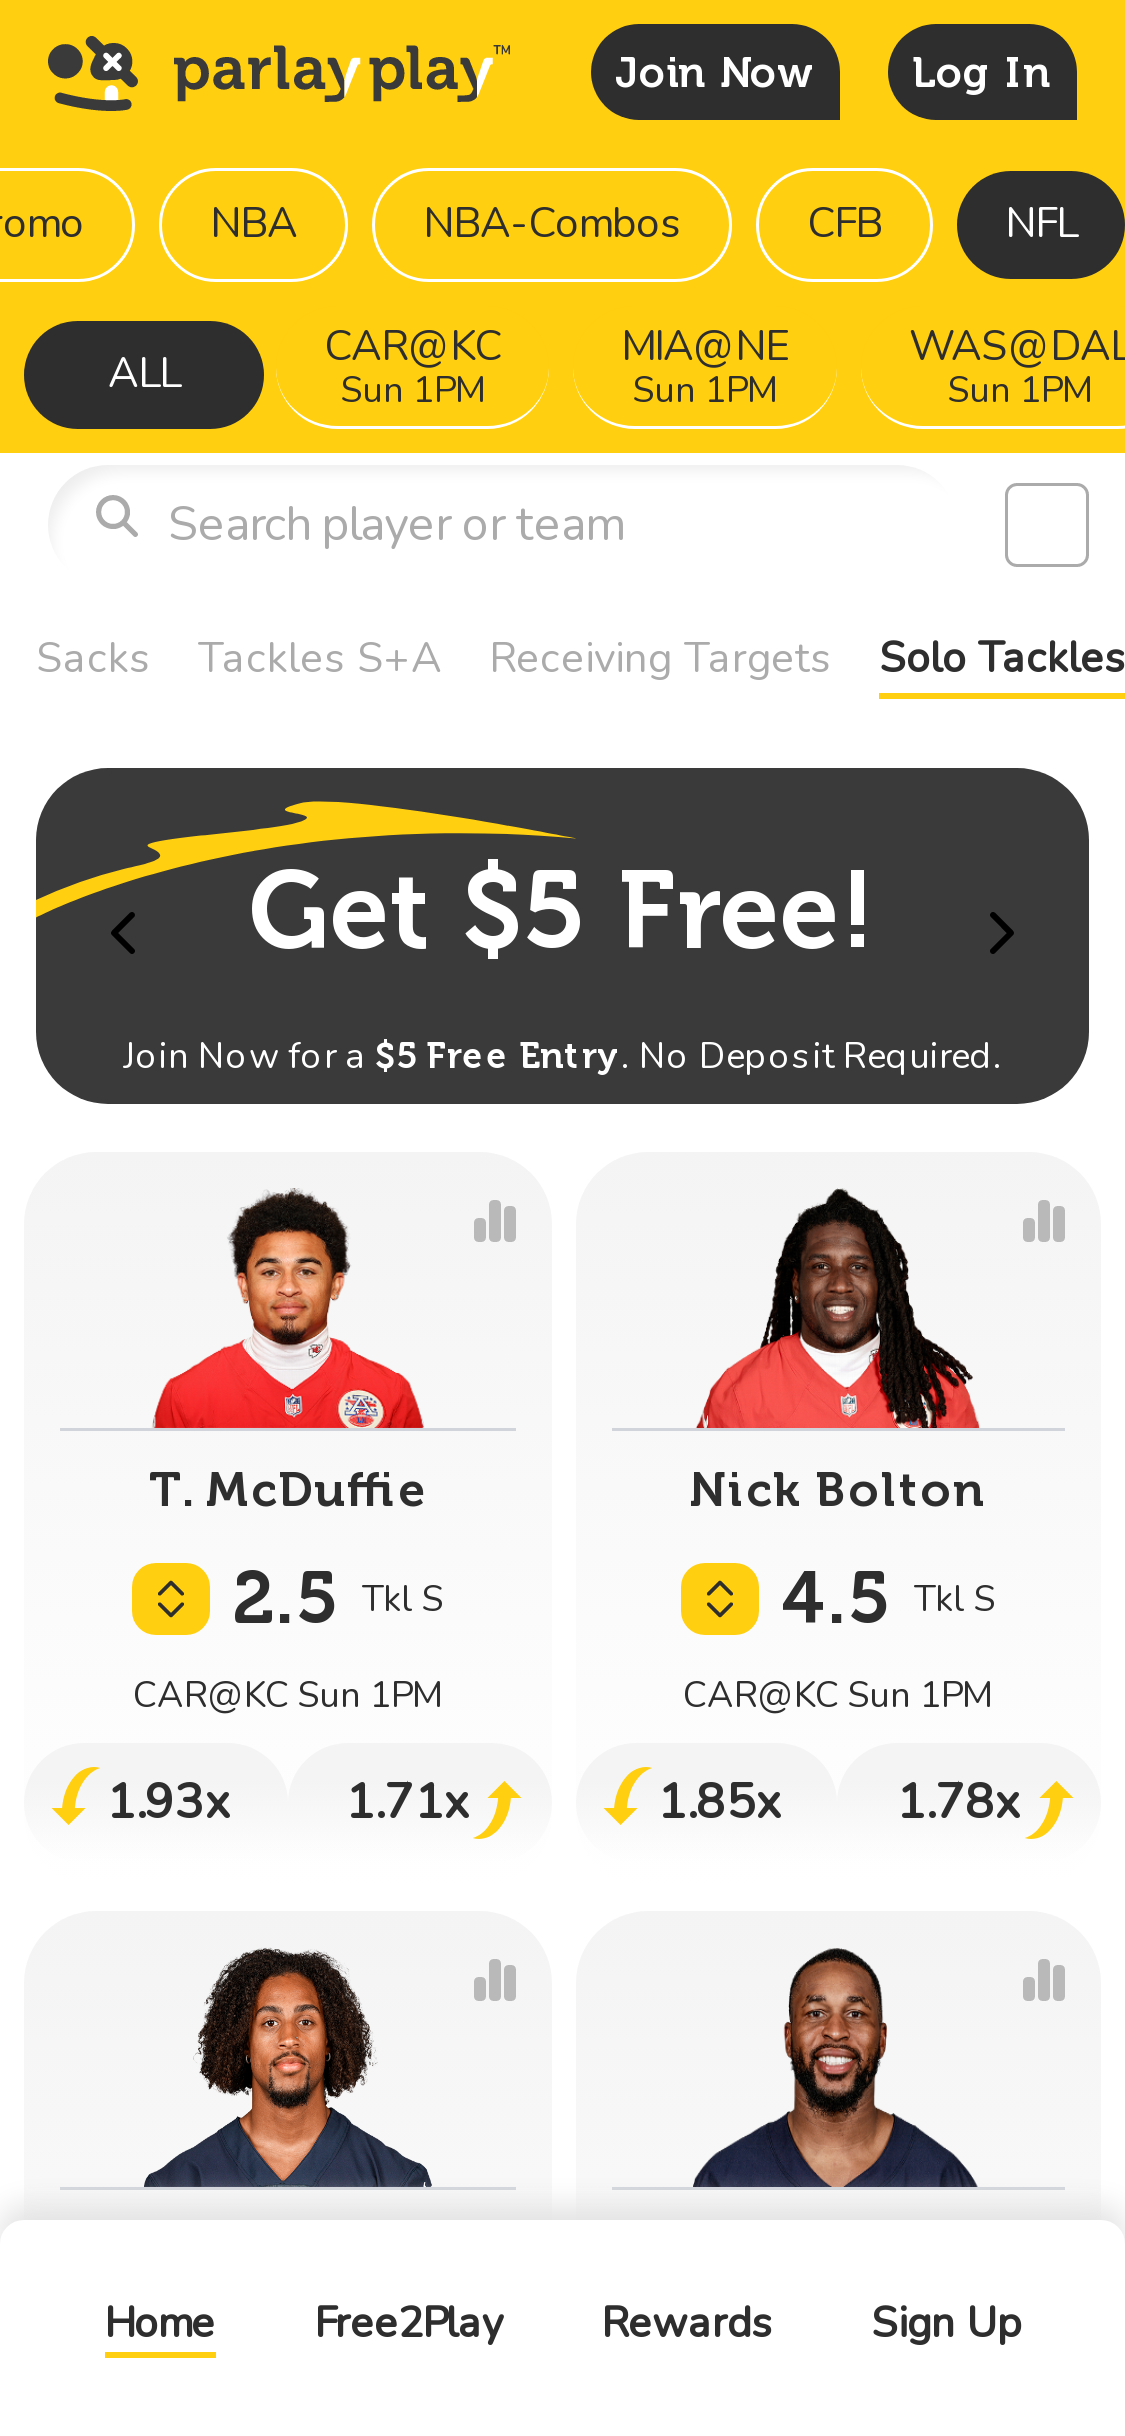 parlay play™
Join Now
Log In
romo
NBA
NBA-Combos
CFB
NFL
ALL
CAR@KC
Sun 1PM
MIA@NE
Sun 1PM
WAS@DAL
Sun 1PM
Search player or team
Sacks
Tackles S+A
Receiving Targets
Solo Tackles
Get $5 Free!
Join Now for a $5 Free Entry. No Deposit Required.
T. McDuffie
2.5 Tkl S
CAR@KC Sun 1PM
1.93x
1.71x
Nick Bolton
4.5 Tkl S
CAR@KC Sun 1PM
1.85x
1.78x
Home
Free2Play
Rewards
Sign Up